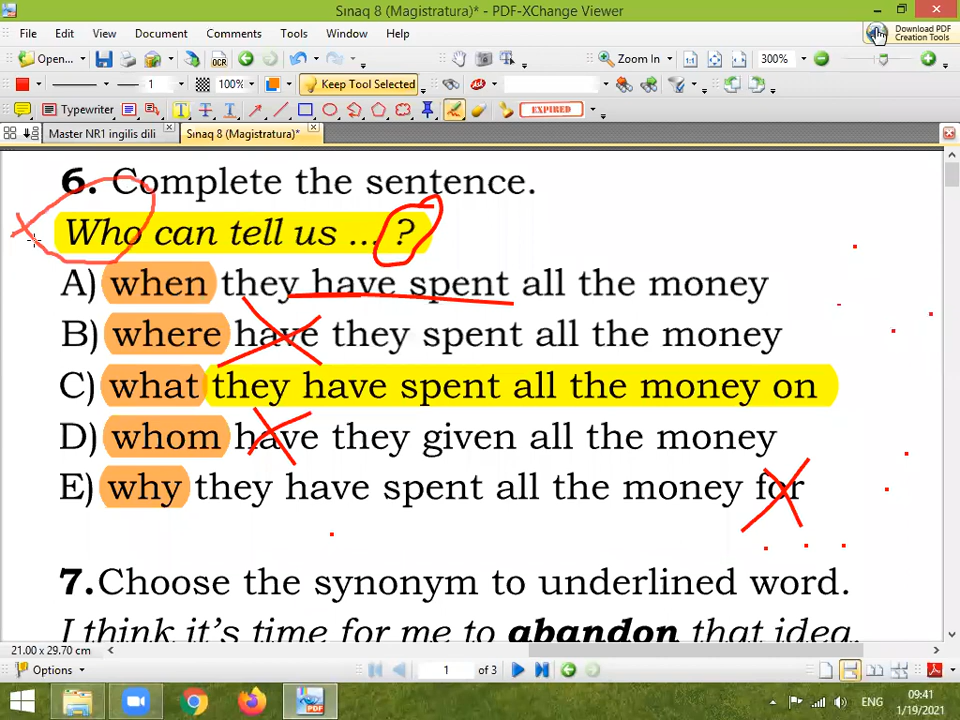 Sınaq 8 (Magistratura)* - PDF-XChange Viewer
File Edit View Document Comments Tools Window Help
Download PDF
Creation Tools
Open... OCR Zoom In 300%
1 100% Keep Tool Selected
Typewriter EXPIRED
Master NR1 ingilis dili Sınaq 8 (Magistratura)*
6. Complete the sentence.
Who can tell us ... ?
A) when they have spent all the money
B) where have they spent all the money
C) what they have spent all the money on
D) whom have they given all the money
E) why they have spent all the money for
7.Choose the synonym to underlined word.
I think it's time for me to abandon that idea.
21.00 x 29.70 cm
Options 1 of 3
ENG 09:41
1/19/2021